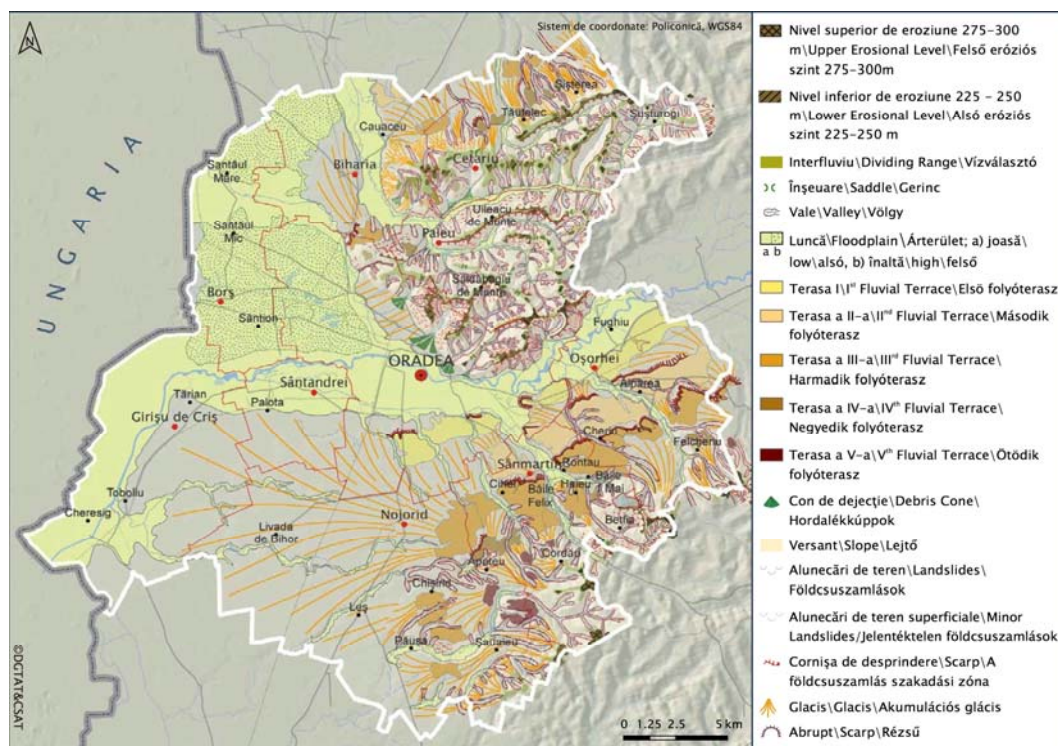 Sistem de coordonate: Policonică, WGS84
N
UNGARIA
Șișterea
Tăutelec
Șușturogi
Cauaceu
Biharia
Cetariu
Santăul
Mare
Uileacu
de Munte
Santăul
Mic
Paleu
Săldăbagiu
de Munte
Borș
Sântion
Fughiu
ORADEA
Oșorhei
Sântandrei
Alparea
Tărian
Palota
Girișu de Criș
Cheriu
Felcheriu
Sânmartin
Rontău
Cihei
Băile
Felix
Haieu
Băile
1 Mai
Toboliu
Cheresig
Nojorid
Livada
de Bihor
Betfia
Cordău
Apateu
Chișirid
Leș
Păușa
Șauaieu
0 1.25 2.5 5 km
©DGTAT&CSAT
Nivel superior de eroziune 275-300
m\Upper Erosional Level\Felső eróziós
szint 275-300m
Nivel inferior de eroziune 225 - 250
m\Lower Erosional Level\Alsó eróziós
szint 225-250 m
Interfluviu\Dividing Range\Vízválasztó
Înșeuare\Saddle\Gerinc
Vale\Valley\Völgy
Luncă\Floodplain\Árterület; a) joasă\
a b low\alsó, b) înaltă\high\felső
Terasa I\Iˢᵗ Fluvial Terrace\Elsö folyóterasz
Terasa a II-a\IIⁿᵈ Fluvial Terrace\Második
folyóterasz
Terasa a III-a\IIIʳᵈ Fluvial Terrace\
Harmadik folyóterasz
Terasa a IV-a\IVᵗʰ Fluvial Terrace\
Negyedik folyóterasz
Terasa a V-a\Vᵗʰ Fluvial Terrace\Ötödik
folyóterasz
Con de dejecție\Debris Cone\
Hordalékkúppok
Versant\Slope\Lejtő
Alunecări de teren\Landslides\
Földcsuszamlások
Alunecări de teren superficiale\Minor
Landslides/Jelentéktelen földcsuszamlások
Cornișa de desprindere\Scarp\A
földcsuszamlás szakadási zóna
Glacis\Glacis\Akumulációs glácis
Abrupt\Scarp\Rézsű